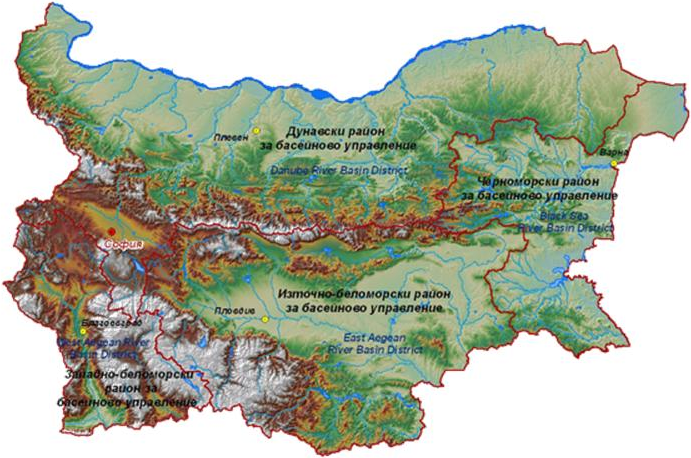 Плевен
Дунавски район
за басейново управление
Danube River Basin District
Варна
Черноморски район
за басейново управление
Black Sea
River Basin District
София
Източно-беломорски район
за басейново управление
Пловдив
East Aegean
River Basin District
Благоевград
West Aegean River
Basin District
Западно-беломорски
район за
басейново управление